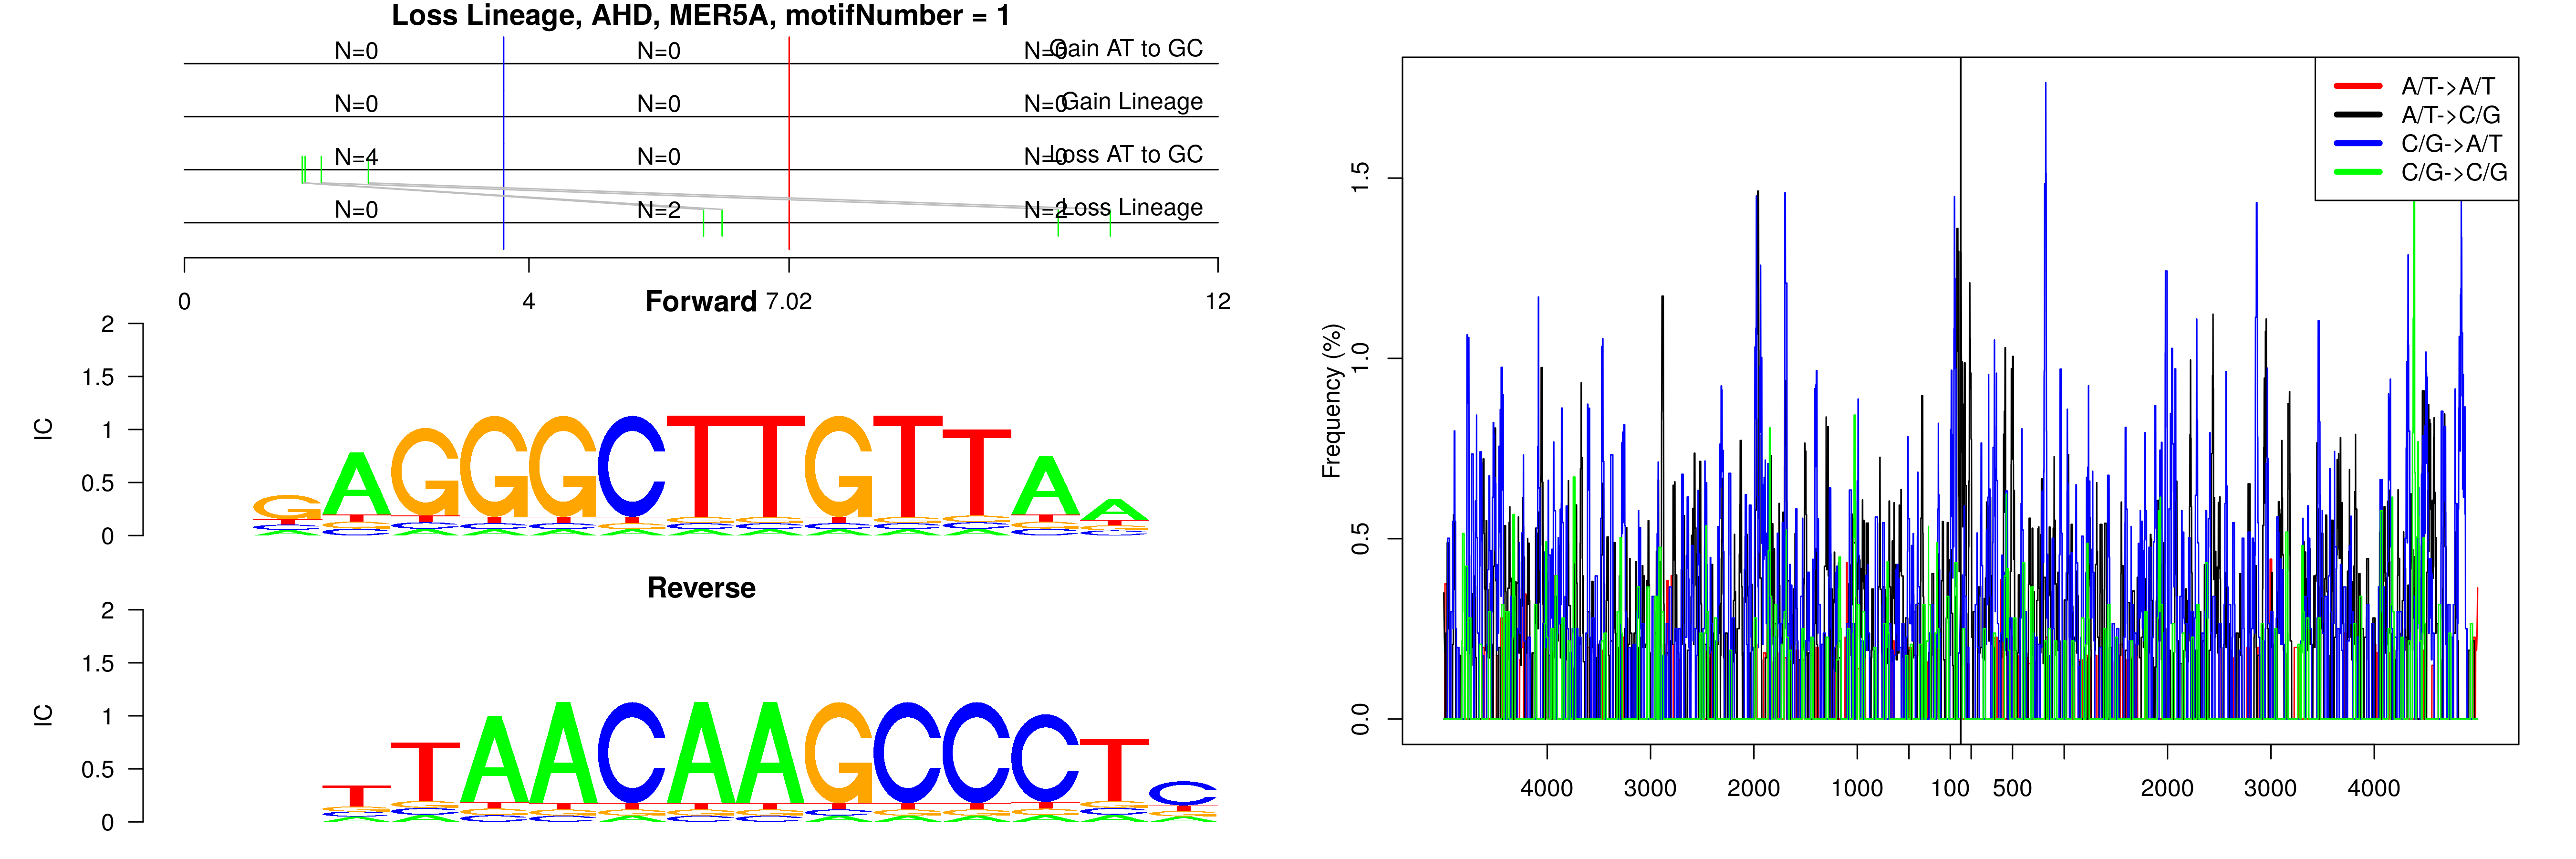 Loss Lineage, AHD, MER5A, motifNumber = 1
N=0 N=0 N=0 Gain AT to GC
N=0 N=0 N=0 Gain Lineage
N=4 N=0 N=0 Loss AT to GC
N=0 N=2 N=2 Loss Lineage
0 4 7.02 12
Forward
IC
2
1.5
1
0.5
0
GAGGGCTTGTTAA
Reverse
IC
2
1.5
1
0.5
0
TTAACAAGCCCTC
Frequency (%)
1.5
1.0
0.5
0.0
A/T->A/T
A/T->C/G
C/G->A/T
C/G->C/G
4000 3000 2000 1000 100 500 2000 3000 4000